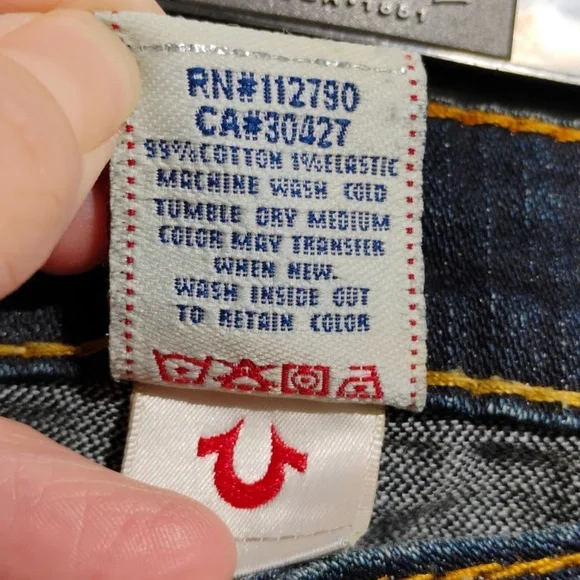 RN#112790
CA#30427
99%COTTON 1%ELASTIC
MACHINE WASH COLD
TUMBLE DRY MEDIUM
COLOR MAY TRANSFER
WHEN NEW.
WASH INSIDE OUT
TO RETAIN COLOR